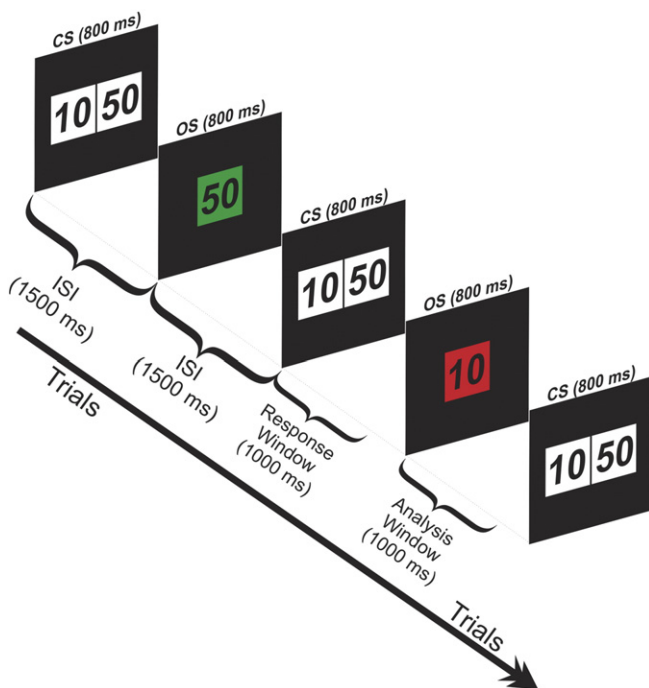 CS (800 ms)
10 50
OS (800 ms)
50
CS (800 ms)
10 50
OS (800 ms)
10
CS (800 ms)
10 50
ISI
(1500 ms)
ISI
(1500 ms)
Response
Window
(1000 ms)
Analysis
Window
(1000 ms)
Trials
Trials